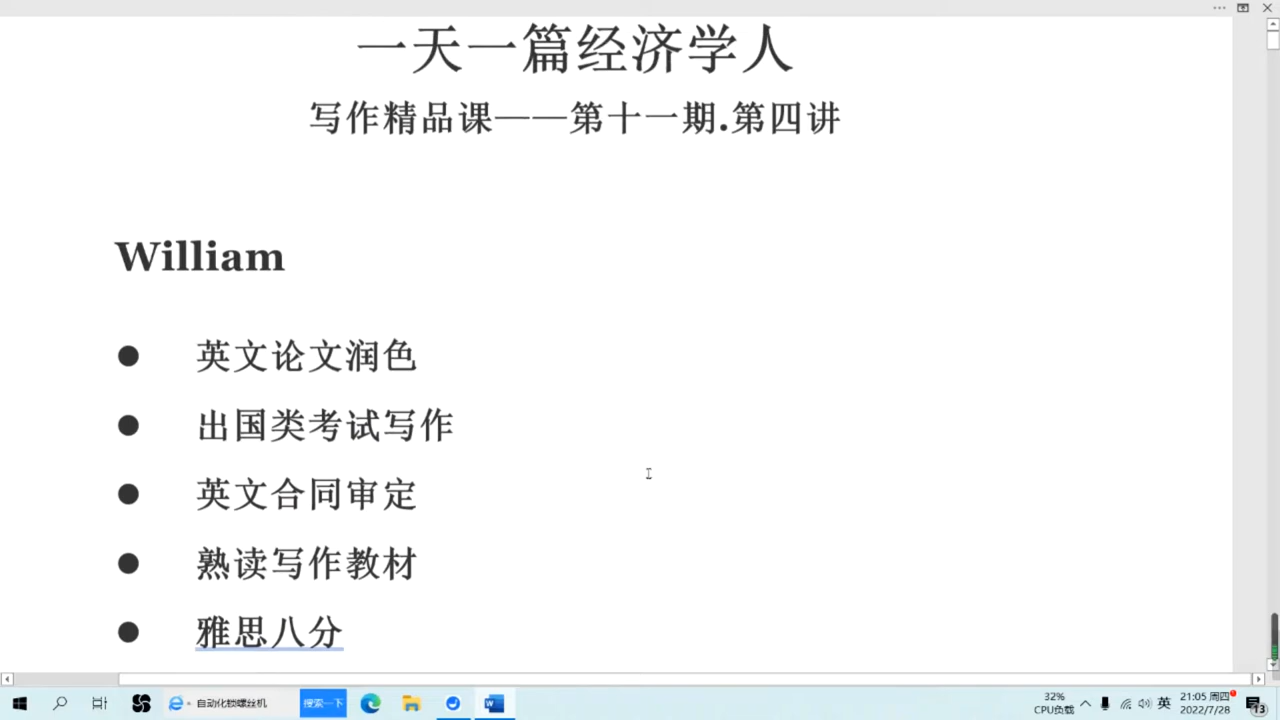 一天一篇经济学人
写作精品课——第十一期.第四讲
William
● 英文论文润色
● 出国类考试写作
● 英文合同审定
● 熟读写作教材
● 雅思八分
自动化锁螺丝机
搜索一下
32%
CPU负载
英
21:05 周四
2022/7/28
13